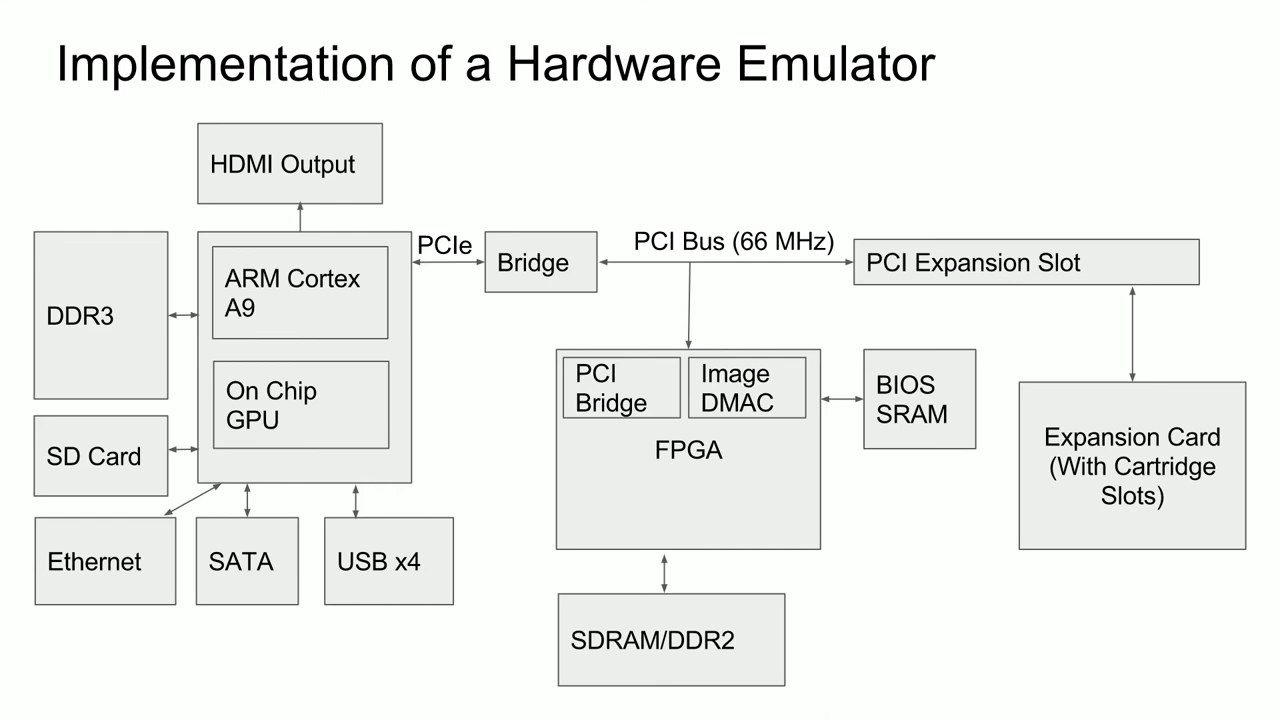 Implementation of a Hardware Emulator
HDMI Output
DDR3
ARM Cortex
A9
On Chip
GPU
SD Card
Ethernet
SATA
USB x4
PCIe
Bridge
PCI Bus (66 MHz)
PCI Expansion Slot
PCI
Bridge
Image
DMAC
FPGA
BIOS
SRAM
SDRAM/DDR2
Expansion Card
(With Cartridge
Slots)